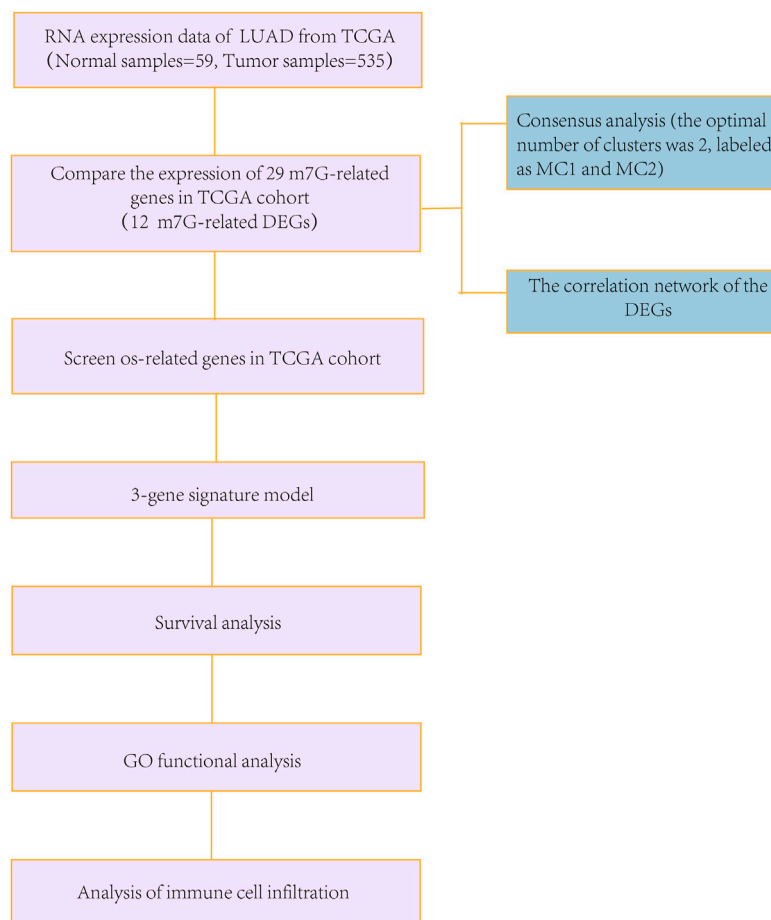 RNA expression data of LUAD from TCGA
(Normal samples=59, Tumor samples=535)
Compare the expression of 29 m7G-related
genes in TCGA cohort
(12 m7G-related DEGs)
Consensus analysis (the optimal
number of clusters was 2, labeled
as MC1 and MC2)
The correlation network of the
DEGs
Screen os-related genes in TCGA cohort
3-gene signature model
Survival analysis
GO functional analysis
Analysis of immune cell infiltration